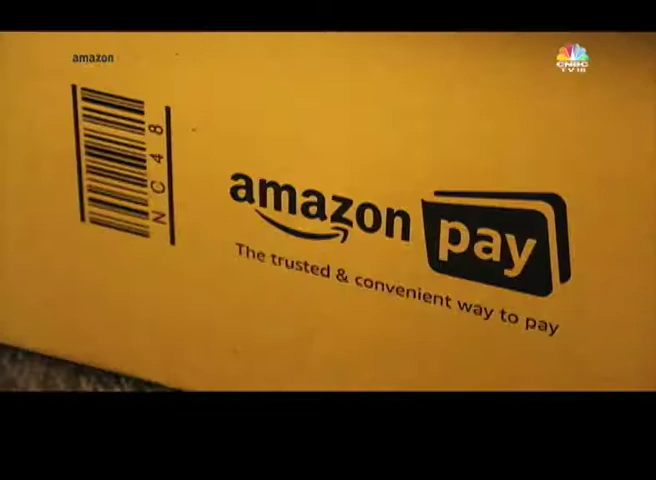 amazon
CNBC
TV18
NC48
amazon pay
The trusted & convenient way to pay